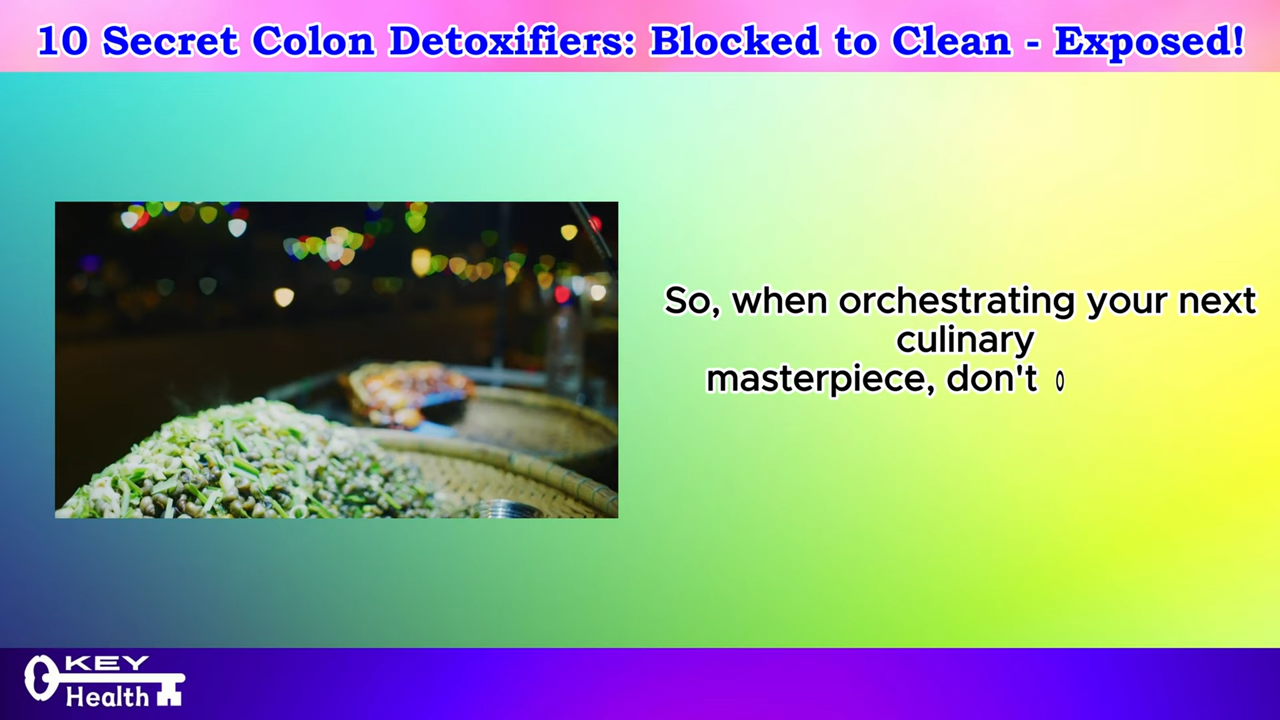 10 Secret Colon Detoxifiers: Blocked to Clean - Exposed!
So, when orchestrating your next
culinary
masterpiece, don't
KEY
Health